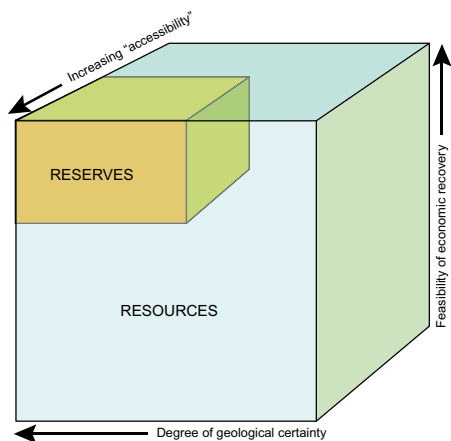 Increasing “accessibility”
RESERVES
RESOURCES
Feasibility of economic recovery
Degree of geological certainty